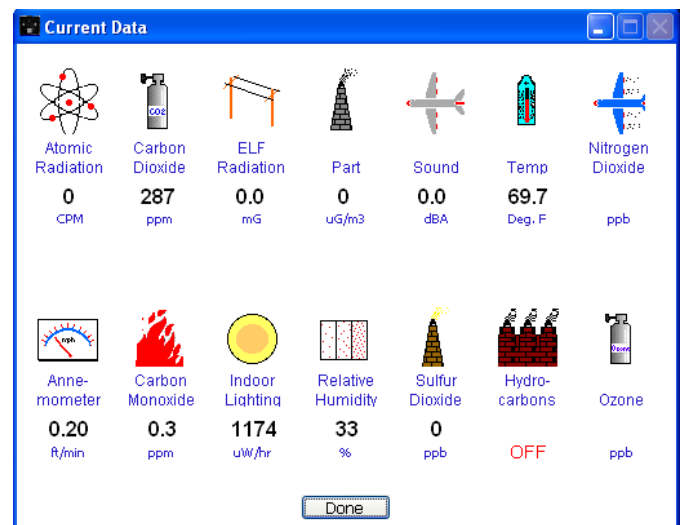 Current Data
CO2
Atomic Radiation
Carbon Dioxide
ELF Radiation
Part
Sound
Temp
Nitrogen Dioxide
0
287
0.0
0
0.0
69.7
CPM
ppm
mG
uG/m3
dBA
Deg. F
ppb
mph
Ozone
Anne-
mometer
Carbon
Monoxide
Indoor
Lighting
Relative
Humidity
Sulfur
Dioxide
Hydro-
carbons
Ozone
0.20
0.3
1174
33
0
ft/min
ppm
uW/hr
%
ppb
OFF
ppb
Done